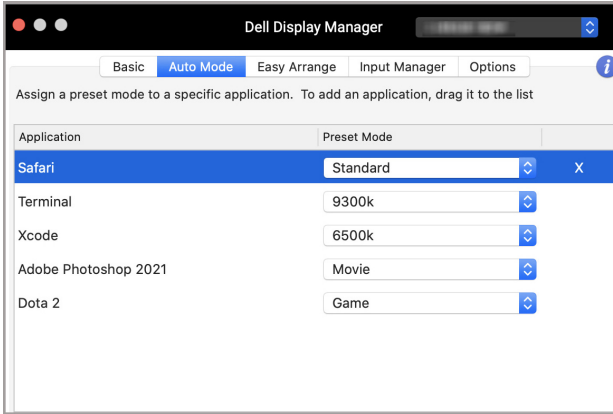 Dell Display Manager
Basic Auto Mode Easy Arrange Input Manager Options i
Assign a preset mode to a specific application. To add an application, drag it to the list
Application Preset Mode
Safari Standard X
Terminal 9300k
Xcode 6500k
Adobe Photoshop 2021 Movie
Dota 2 Game